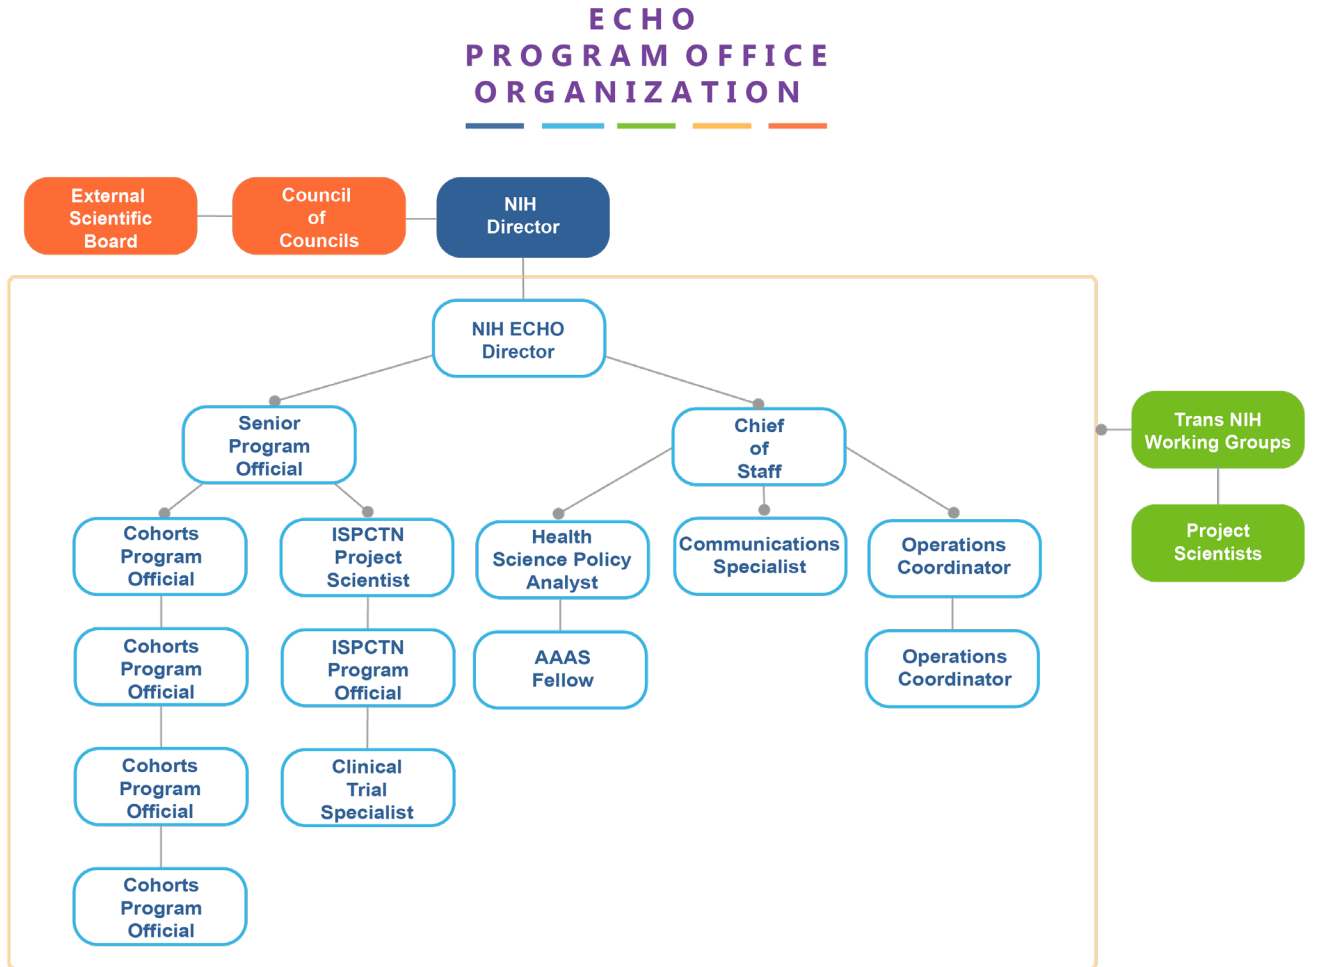 ECHO
PROGRAM OFFICE
ORGANIZATION
External
Scientific
Board
Council
of
Councils
NIH
Director
NIH ECHO
Director
Senior
Program
Official
Chief
of
Staff
Trans NIH
Working Groups
Project
Scientists
Cohorts
Program
Official
ISPCTN
Project
Scientist
Health
Science Policy
Analyst
Communications
Specialist
Operations
Coordinator
Cohorts
Program
Official
ISPCTN
Program
Official
AAAS
Fellow
Operations
Coordinator
Cohorts
Program
Official
Clinical
Trial
Specialist
Cohorts
Program
Official